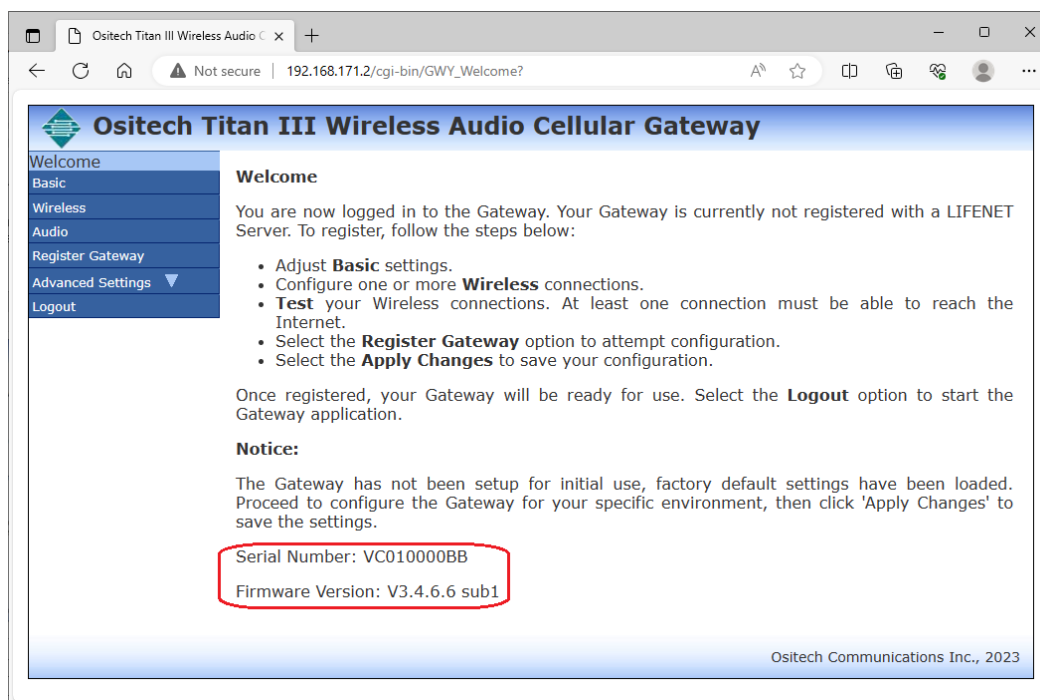 Ositech Titan III Wireless Audio C
Not secure
192.168.171.2/cgi-bin/GWY_Welcome?
Ositech Titan III Wireless Audio Cellular Gateway
Welcome
Basic
Wireless
Audio
Register Gateway
Advanced Settings
Logout
Welcome
You are now logged in to the Gateway. Your Gateway is currently not registered with a LIFENET
Server. To register, follow the steps below:
• Adjust Basic settings.
• Configure one or more Wireless connections.
• Test your Wireless connections. At least one connection must be able to reach the
Internet.
• Select the Register Gateway option to attempt configuration.
• Select the Apply Changes to save your configuration.
Once registered, your Gateway will be ready for use. Select the Logout option to start the
Gateway application.
Notice:
The Gateway has not been setup for initial use, factory default settings have been loaded.
Proceed to configure the Gateway for your specific environment, then click 'Apply Changes' to
save the settings.
Serial Number: VC010000BB
Firmware Version: V3.4.6.6 sub1
Ositech Communications Inc., 2023